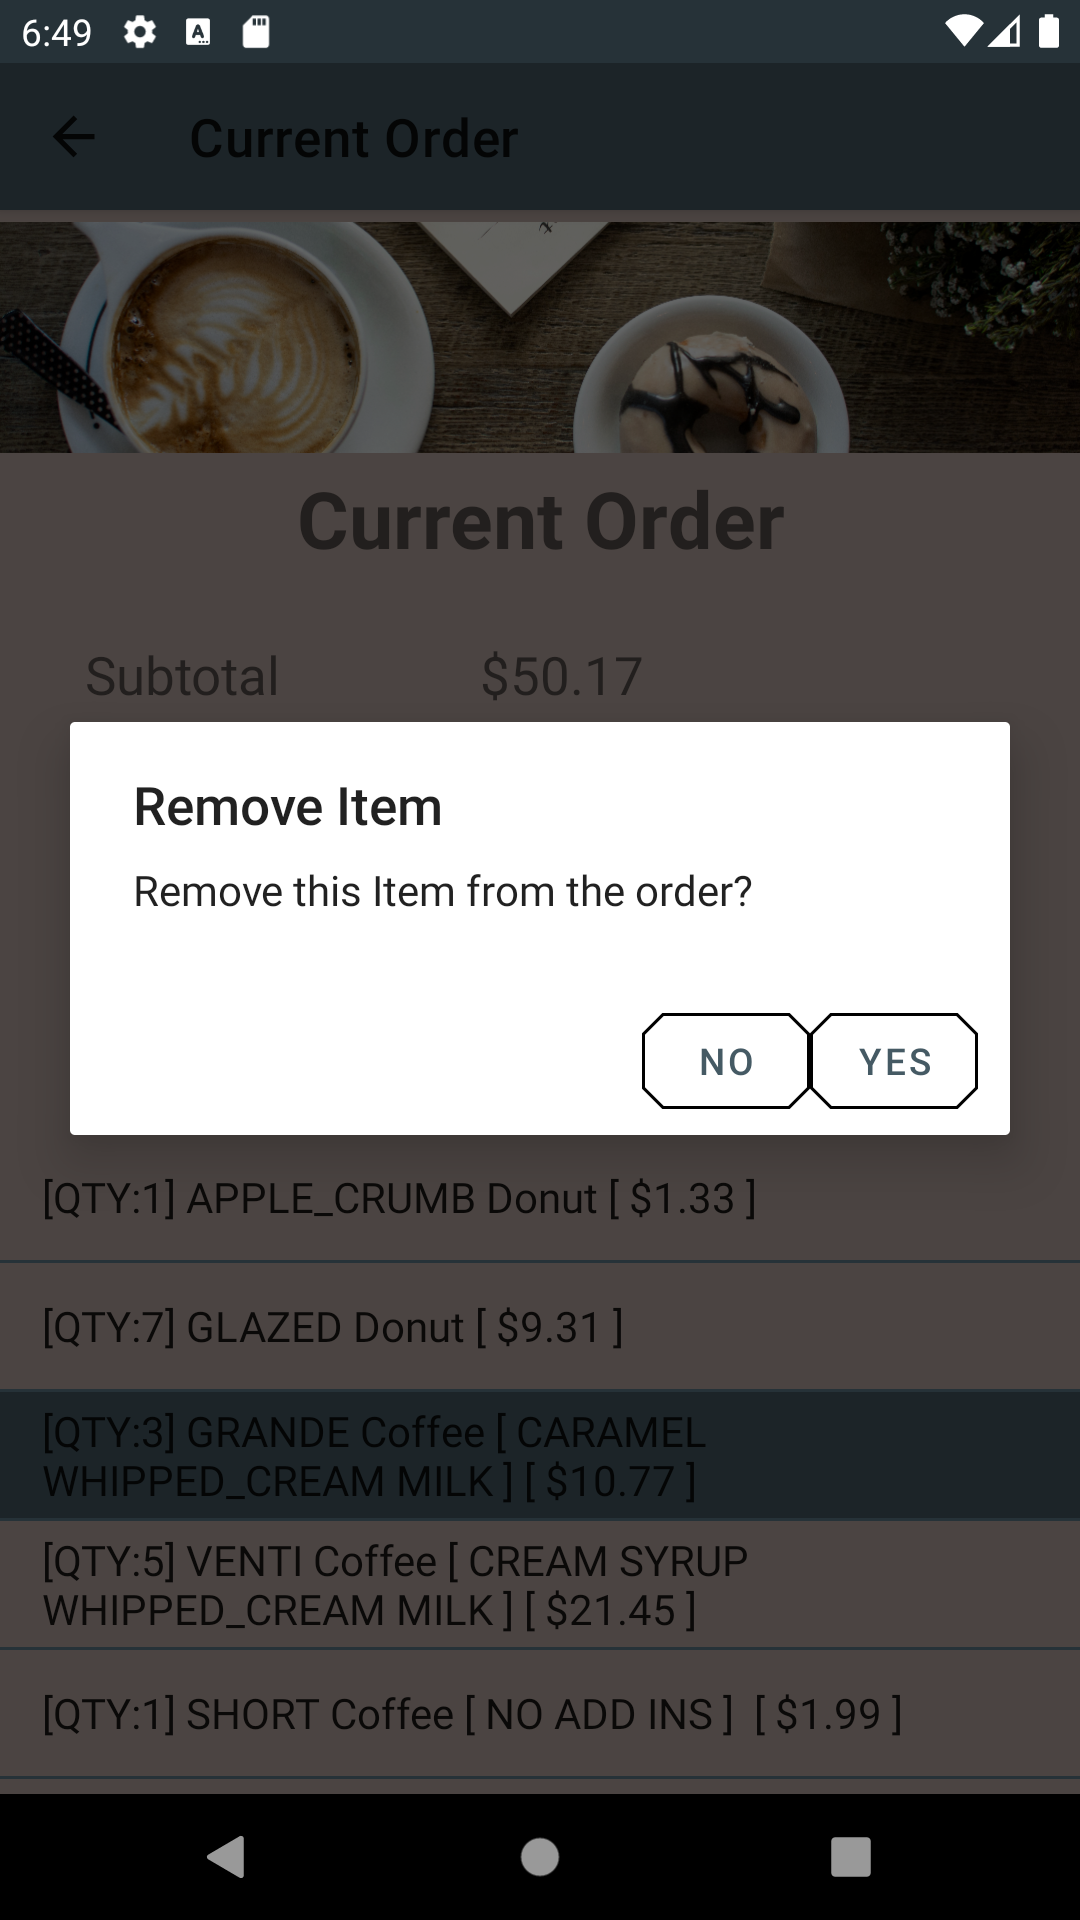 6:49
Current Order
Current Order
Subtotal $50.17
Remove Item
Remove this Item from the order?
NO YES
[QTY:1] APPLE_CRUMB Donut [ $1.33 ]
[QTY:7] GLAZED Donut [ $9.31 ]
[QTY:3] GRANDE Coffee [ CARAMEL
WHIPPED_CREAM MILK ] [ $10.77 ]
[QTY:5] VENTI Coffee [ CREAM SYRUP
WHIPPED_CREAM MILK ] [ $21.45 ]
[QTY:1] SHORT Coffee [ NO ADD INS ]  [ $1.99 ]